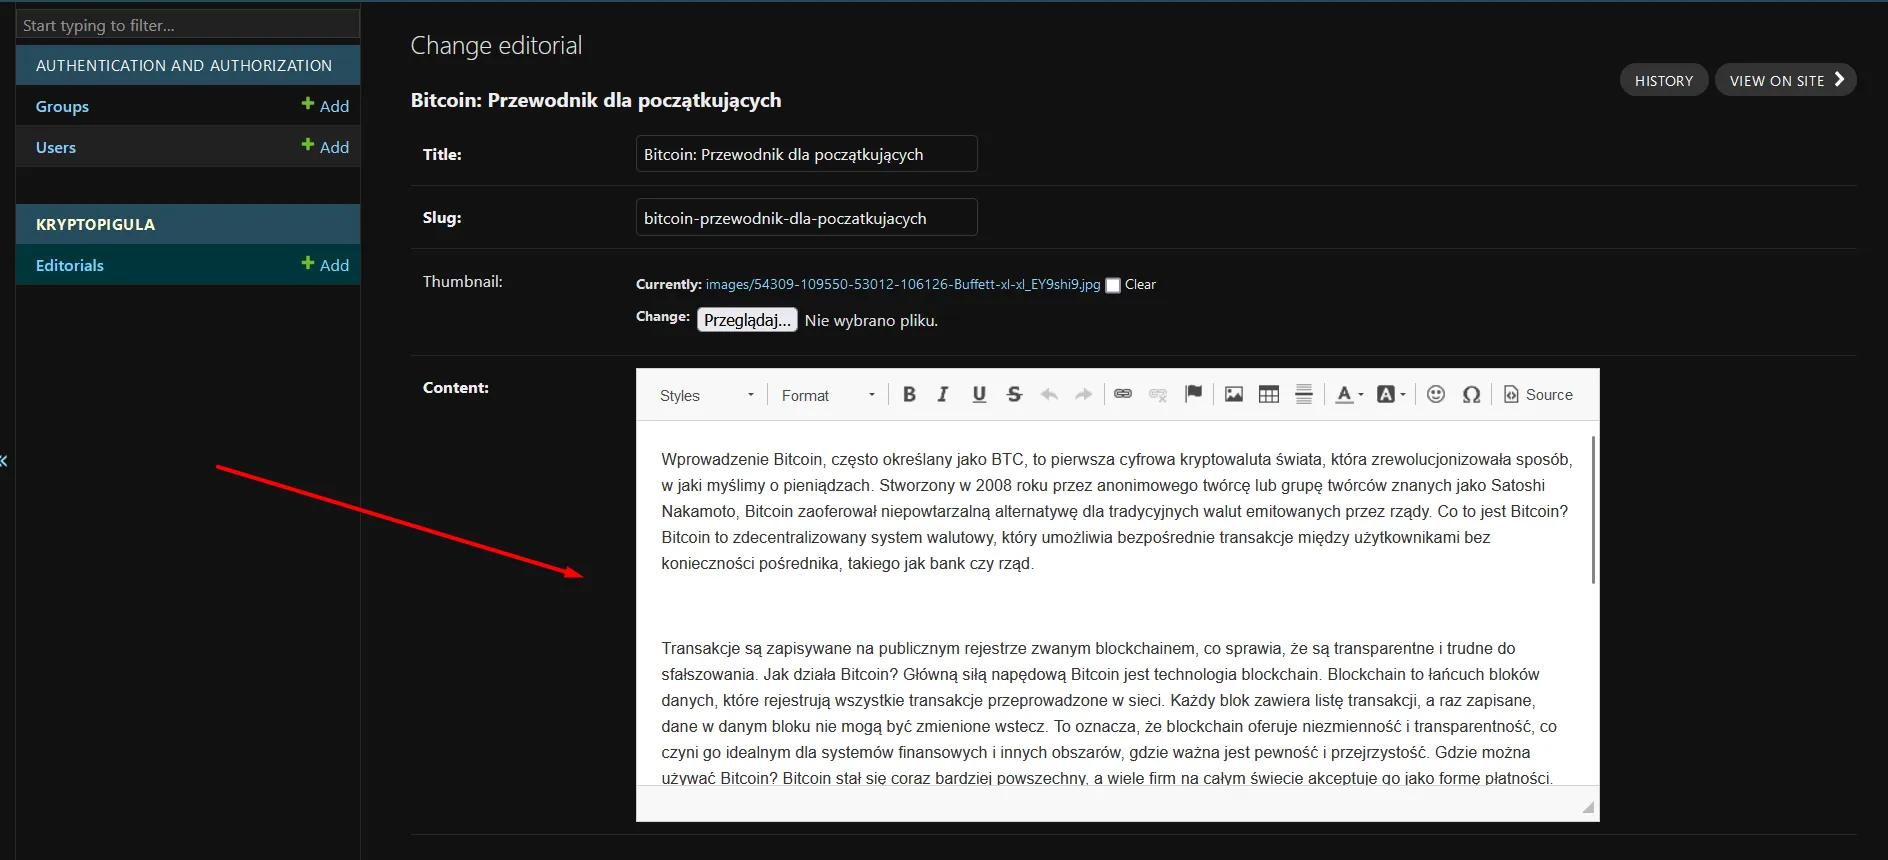 Start typing to filter...
AUTHENTICATION AND AUTHORIZATION
Groups
Add
Users
Add
KRYPTOPIGULA
Editorials
Add
Change editorial
HISTORY
VIEW ON SITE
Bitcoin: Przewodnik dla początkujących
Title:
Bitcoin: Przewodnik dla początkujących
Slug:
bitcoin-przewodnik-dla-poczatkujacych
Thumbnail:
Currently: images/54309-109550-53012-106126-Buffett-xl-xl_EY9shi9.jpg Clear
Change: Przeglądaj... Nie wybrano pliku.
Content:
Styles Format B I U S A A Ω Source
Wprowadzenie Bitcoin, często określany jako BTC, to pierwsza cyfrowa kryptowaluta świata, która zrewolucjonizowała sposób,
w jaki myślimy o pieniądzach. Stworzony w 2008 roku przez anonimowego twórcę lub grupę twórców znanych jako Satoshi
Nakamoto, Bitcoin zaoferował niepowtarzalną alternatywę dla tradycyjnych walut emitowanych przez rządy. Co to jest Bitcoin?
Bitcoin to zdecentralizowany system walutowy, który umożliwia bezpośrednie transakcje między użytkownikami bez
konieczności pośrednika, takiego jak bank czy rząd.
Transakcje są zapisywane na publicznym rejestrze zwanym blockchainem, co sprawia, że są transparentne i trudne do
sfałszowania. Jak działa Bitcoin? Główną siłą napędową Bitcoin jest technologia blockchain. Blockchain to łańcuch bloków
danych, które rejestrują wszystkie transakcje przeprowadzone w sieci. Każdy blok zawiera listę transakcji, a raz zapisane,
dane w danym bloku nie mogą być zmienione wstecz. To oznacza, że blockchain oferuje niezmienność i transparentność, co
czyni go idealnym dla systemów finansowych i innych obszarów, gdzie ważna jest pewność i przejrzystość. Gdzie można
używać Bitcoin? Bitcoin stał się coraz bardziej powszechny, a wiele firm na całym świecie akceptuje go jako formę płatności.